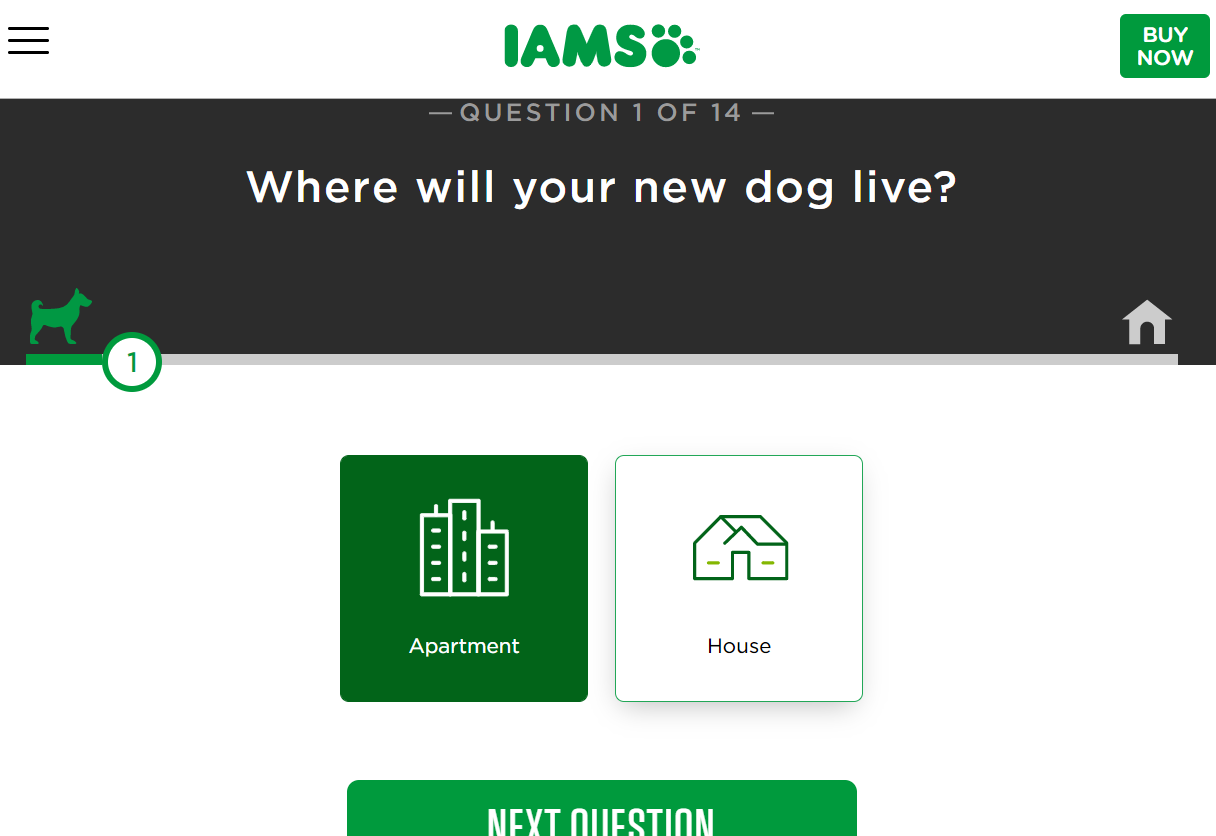 IAMS
BUY
NOW
— QUESTION 1 OF 14 —
Where will your new dog live?
1
Apartment
House
NEXT QUESTION